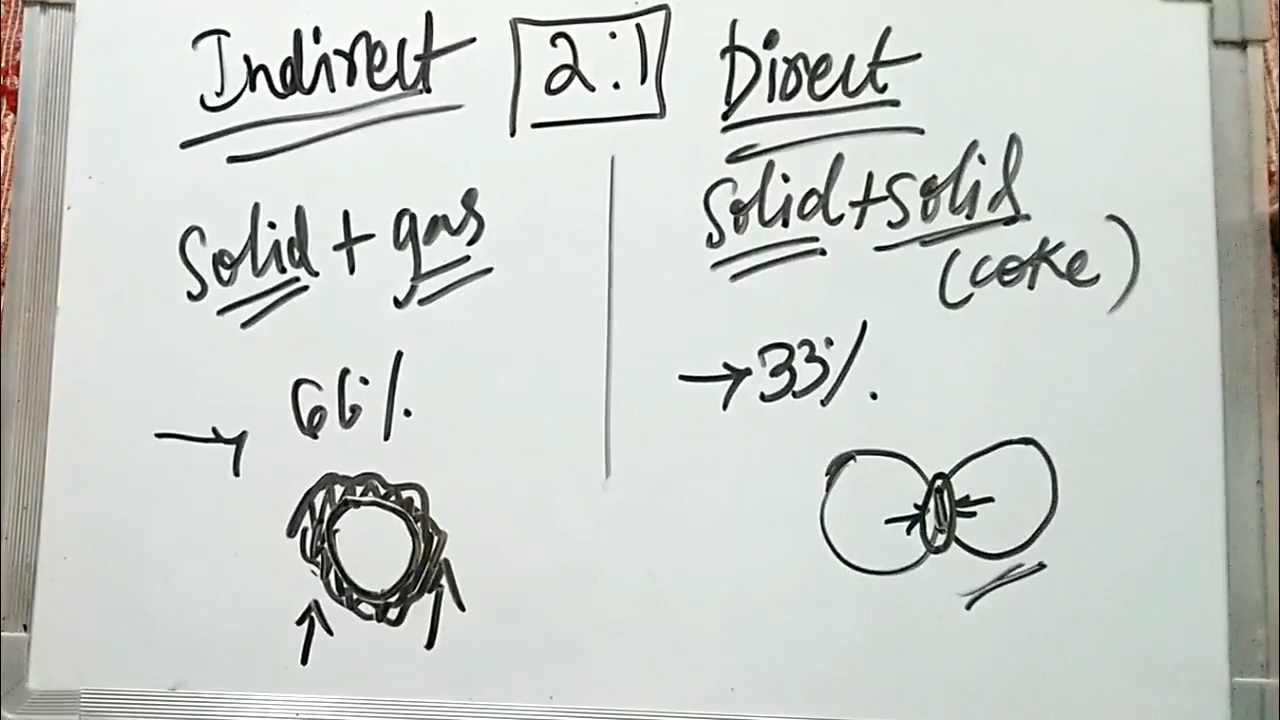 Indirect
2:1
Direct
Solid + gas
66%
Solid + Solid
(coke)
→ 33%.